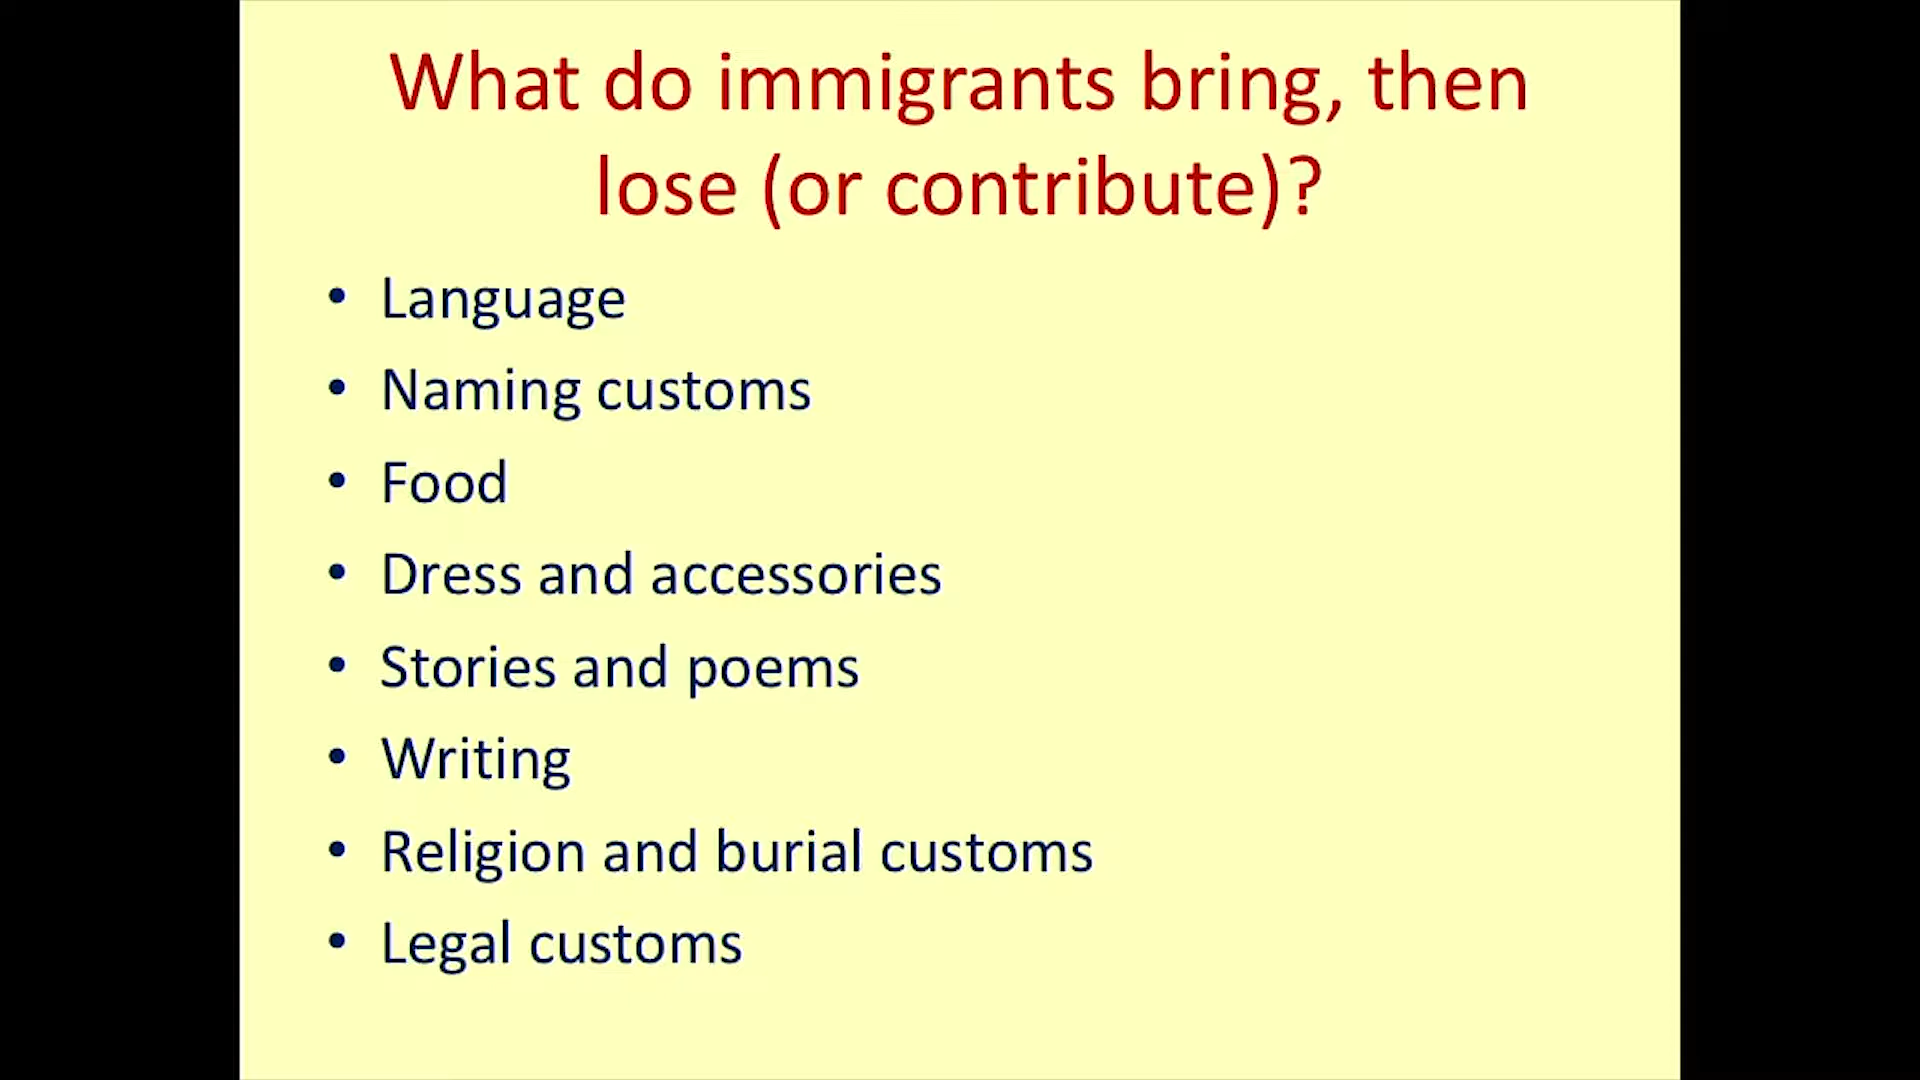 What do immigrants bring, then
lose (or contribute)?
• Language
• Naming customs
• Food
• Dress and accessories
• Stories and poems
• Writing
• Religion and burial customs
• Legal customs